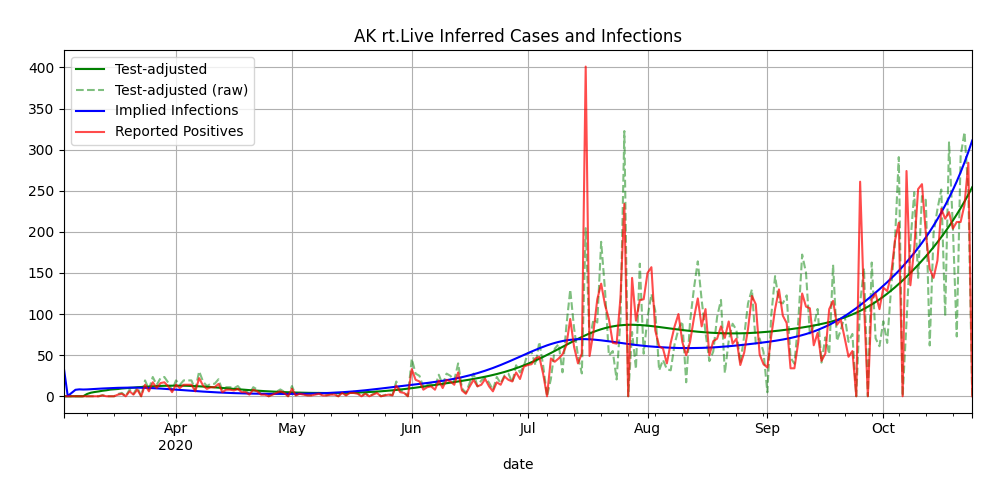 AK rt.Live Inferred Cases and Infections
Test-adjusted
Test-adjusted (raw)
Implied Infections
Reported Positives
400
350
300
250
200
150
100
50
0
Apr
2020
May
Jun
Jul
Aug
Sep
Oct
date